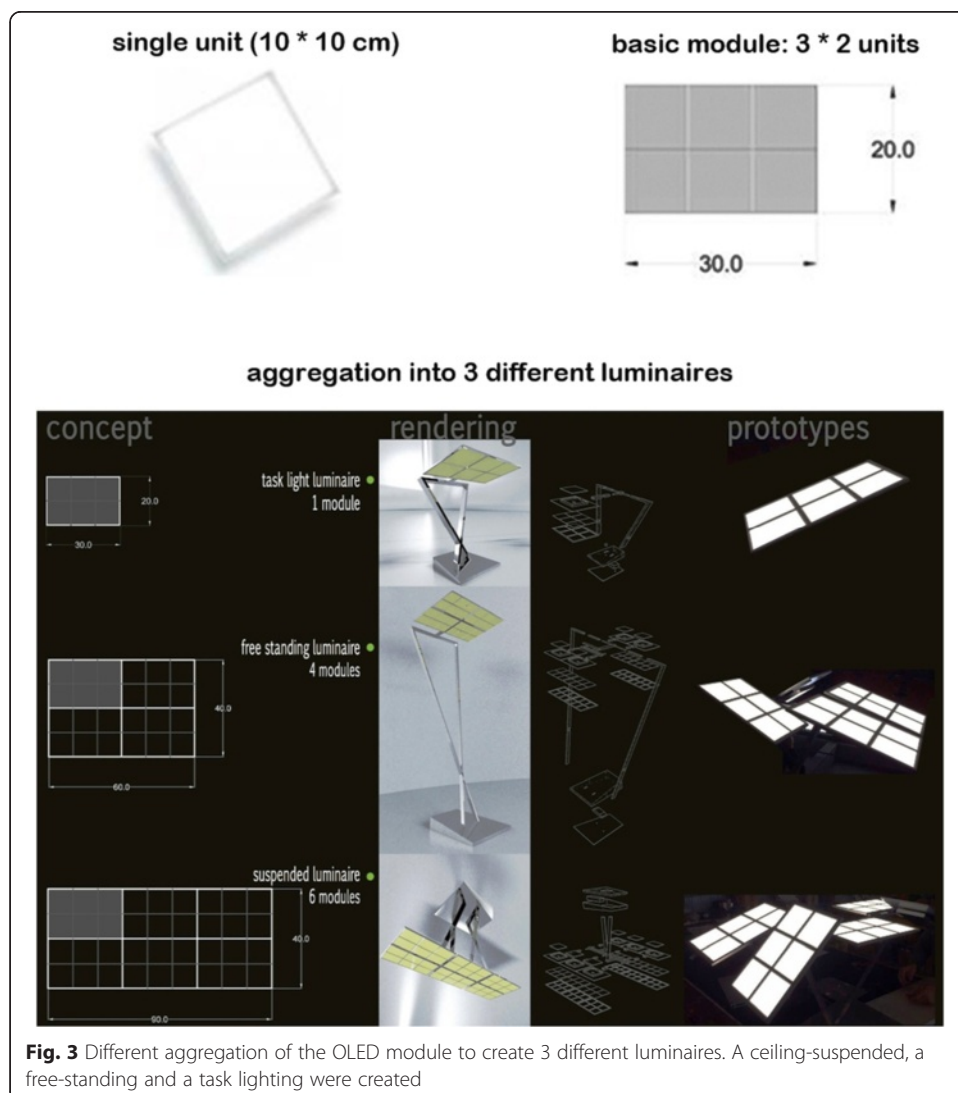 single unit (10 * 10 cm)
basic module: 3 * 2 units
20.0
30.0
aggregation into 3 different luminaires
concept
rendering
prototypes
task light luminaire
1 module
20.0
30.0
free standing luminaire
4 modules
40.0
60.0
suspended luminaire
6 modules
40.0
90.0
Fig. 3 Different aggregation of the OLED module to create 3 different luminaires. A ceiling-suspended, a
free-standing and a task lighting were created